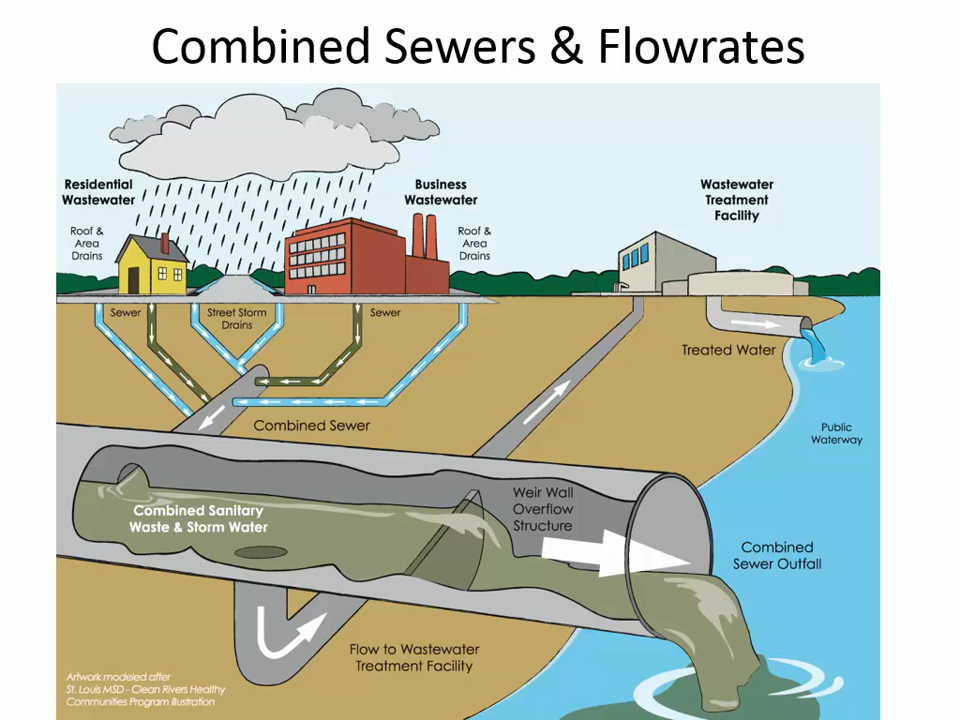 Combined Sewers & Flowrates
Residential
Wastewater
Business
Wastewater
Wastewater
Treatment
Facility
Roof &
Area
Drains
Roof &
Area
Drains
Sewer
Street Storm
Drains
Sewer
Treated Water
Combined Sewer
Public
Waterway
Weir Wall
Overflow
Structure
Combined Sanitary
Waste & Storm Water
Combined
Sewer Outfall
Flow to Wastewater
Treatment Facility
Artwork modeled after
St. Louis MSD - Clean Rivers Healthy
Communities Program illustration